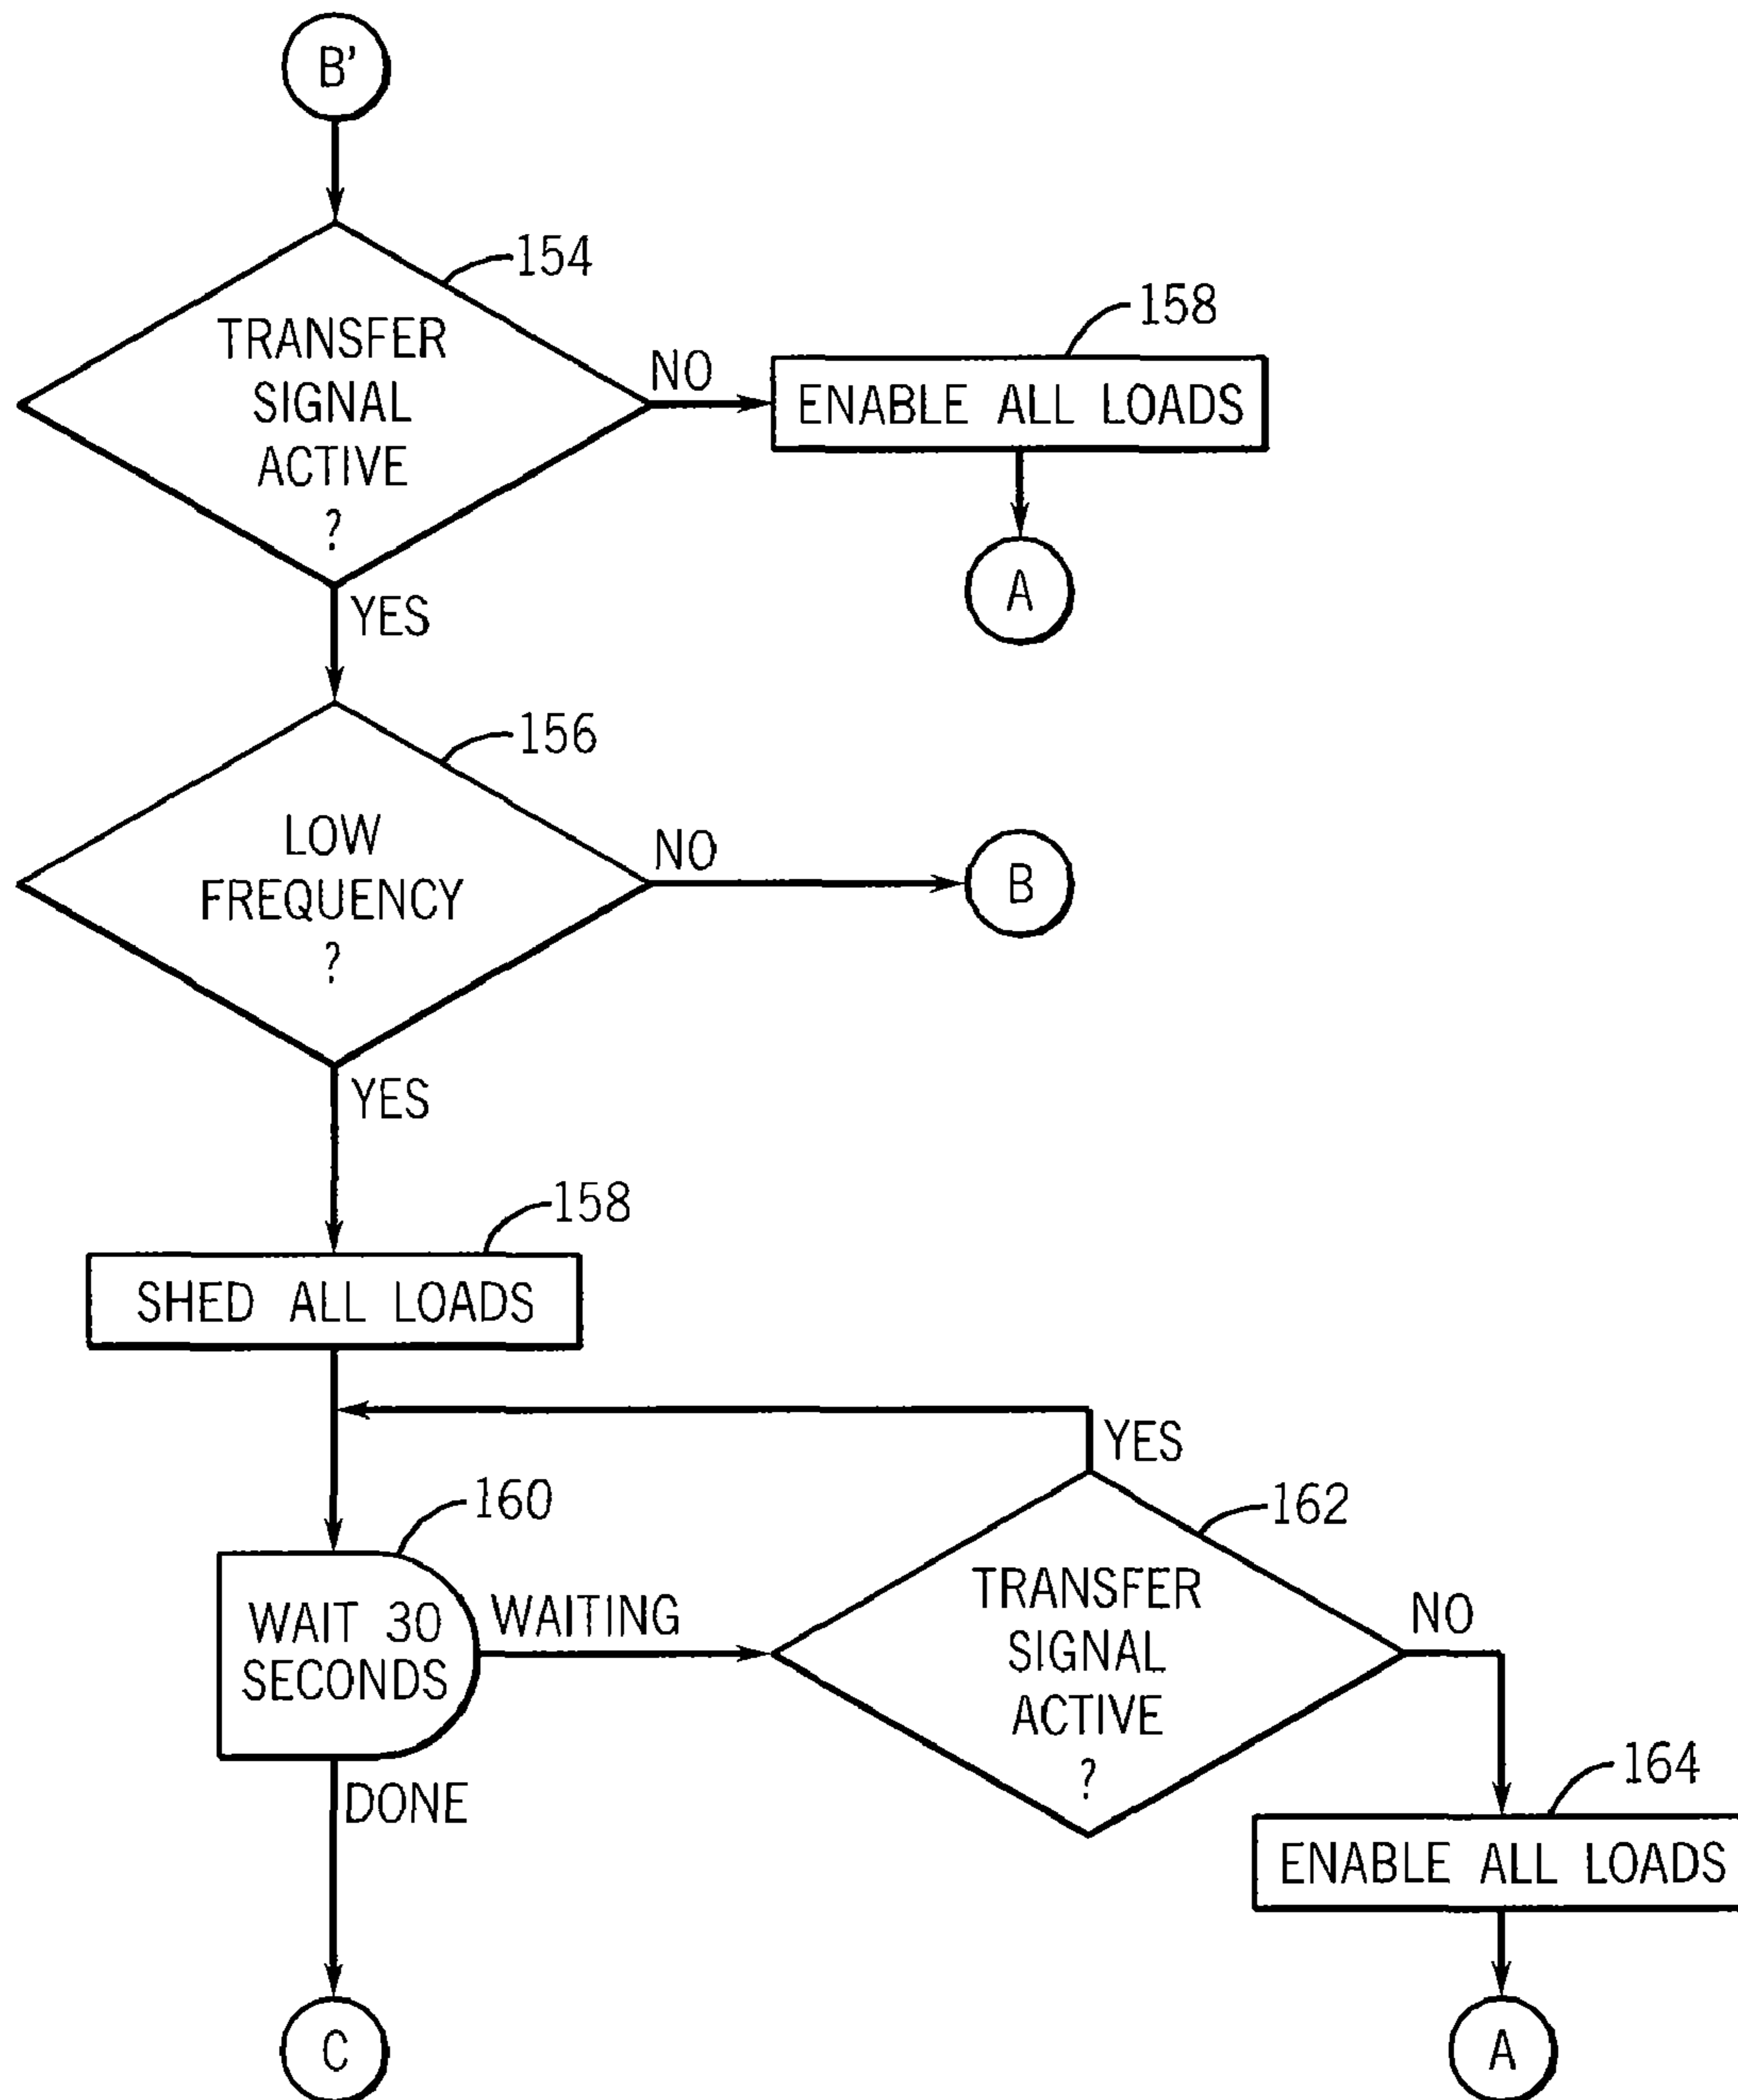 B'
154
TRANSFER
SIGNAL
ACTIVE
?
NO
158
ENABLE ALL LOADS
A
YES
156
LOW
FREQUENCY
?
NO
B
YES
158
SHED ALL LOADS
YES
160
WAIT 30
SECONDS
WAITING
162
TRANSFER
SIGNAL
ACTIVE
?
NO
164
ENABLE ALL LOADS
DONE
C
A